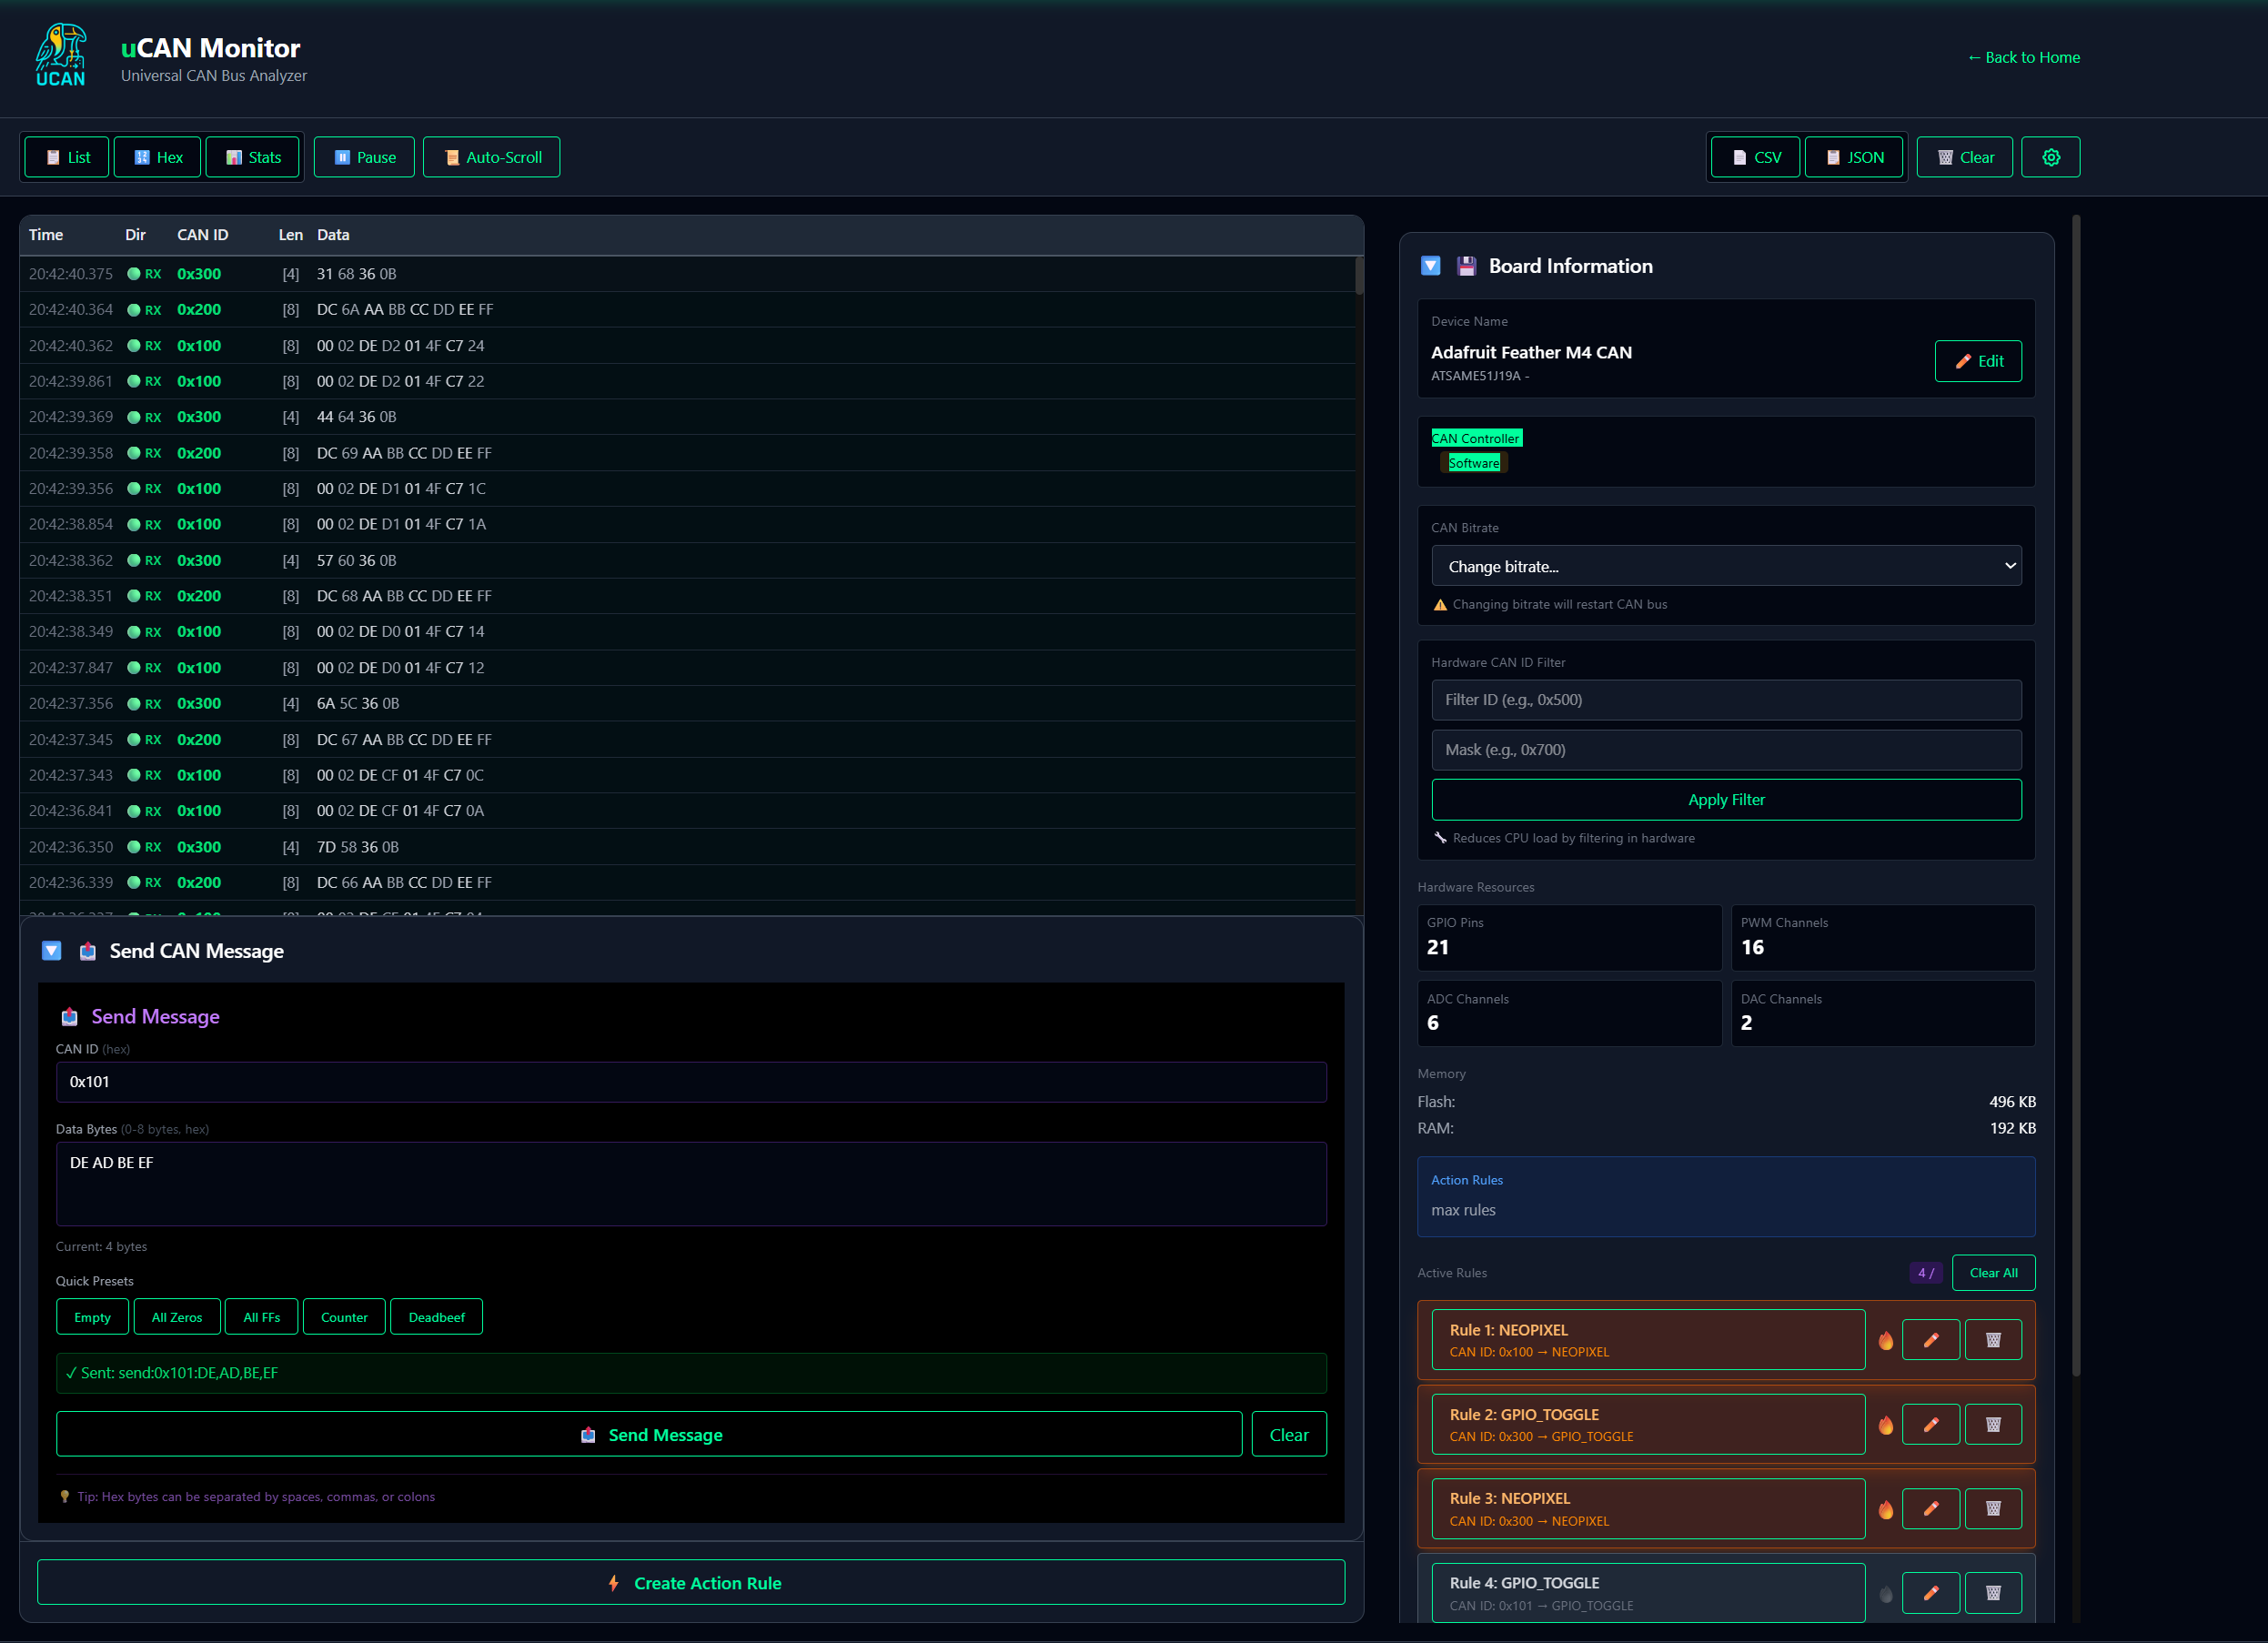 UCAN
uCAN Monitor
Universal CAN Bus Analyzer
← Back to Home
List
Hex
Stats
Pause
Auto-Scroll
CSV
JSON
Clear
Time Dir CAN ID Len Data
20:42:40.375 RX 0x300 [4] 31 68 36 0B
20:42:40.364 RX 0x200 [8] DC 6A AA BB CC DD EE FF
20:42:40.362 RX 0x100 [8] 00 02 DE D2 01 4F C7 24
20:42:39.861 RX 0x100 [8] 00 02 DE D2 01 4F C7 22
20:42:39.369 RX 0x300 [4] 44 64 36 0B
20:42:39.358 RX 0x200 [8] DC 69 AA BB CC DD EE FF
20:42:39.356 RX 0x100 [8] 00 02 DE D1 01 4F C7 1C
20:42:38.854 RX 0x100 [8] 00 02 DE D1 01 4F C7 1A
20:42:38.362 RX 0x300 [4] 57 60 36 0B
20:42:38.351 RX 0x200 [8] DC 68 AA BB CC DD EE FF
20:42:38.349 RX 0x100 [8] 00 02 DE D0 01 4F C7 14
20:42:37.847 RX 0x100 [8] 00 02 DE D0 01 4F C7 12
20:42:37.356 RX 0x300 [4] 6A 5C 36 0B
20:42:37.345 RX 0x200 [8] DC 67 AA BB CC DD EE FF
20:42:37.343 RX 0x100 [8] 00 02 DE CF 01 4F C7 0C
20:42:36.841 RX 0x100 [8] 00 02 DE CF 01 4F C7 0A
20:42:36.350 RX 0x300 [4] 7D 58 36 0B
20:42:36.339 RX 0x200 [8] DC 66 AA BB CC DD EE FF
Send CAN Message
Send Message
CAN ID (hex)
0x101
Data Bytes (0-8 bytes, hex)
DE AD BE EF
Current: 4 bytes
Quick Presets
Empty
All Zeros
All FFs
Counter
Deadbeef
✓ Sent: send:0x101:DE,AD,BE,EF
Send Message
Clear
Tip: Hex bytes can be separated by spaces, commas, or colons
Create Action Rule
Board Information
Device Name
Adafruit Feather M4 CAN
ATSAME51J19A -
Edit
CAN Controller
Software
CAN Bitrate
Change bitrate...
Changing bitrate will restart CAN bus
Hardware CAN ID Filter
Filter ID (e.g., 0x500)
Mask (e.g., 0x700)
Apply Filter
Reduces CPU load by filtering in hardware
Hardware Resources
GPIO Pins
21
PWM Channels
16
ADC Channels
6
DAC Channels
2
Memory
Flash: 496 KB
RAM: 192 KB
Action Rules
max rules
Active Rules
4 /
Clear All
Rule 1: NEOPIXEL
CAN ID: 0x100 → NEOPIXEL
Rule 2: GPIO_TOGGLE
CAN ID: 0x300 → GPIO_TOGGLE
Rule 3: NEOPIXEL
CAN ID: 0x300 → NEOPIXEL
Rule 4: GPIO_TOGGLE
CAN ID: 0x101 → GPIO_TOGGLE